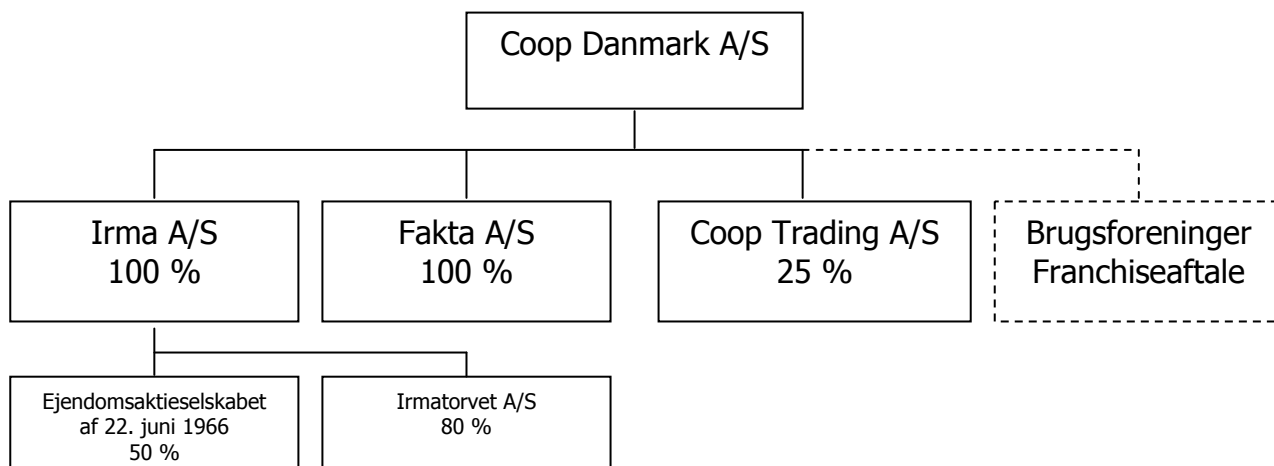 Coop Danmark A/S
Irma A/S
100 %
Fakta A/S
100 %
Coop Trading A/S
25 %
Brugsforeninger
Franchiseaftale
Ejendomsaktieselskabet
af 22. juni 1966
50 %
Irmatorvet A/S
80 %